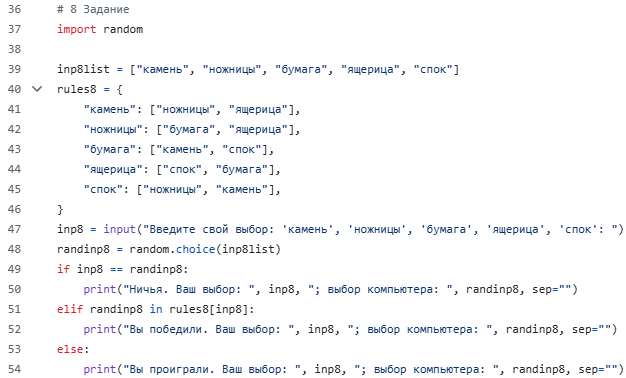 36 # 8 Задание
37 import random
38
39 inp8list = ["камень", "ножницы", "бумага", "ящерица", "спок"]
40 rules8 = {
41     "камень": ["ножницы", "ящерица"],
42     "ножницы": ["бумага", "ящерица"],
43     "бумага": ["камень", "спок"],
44     "ящерица": ["спок", "бумага"],
45     "спок": ["ножницы", "камень"],
46 }
47 inp8 = input("Введите свой выбор: 'камень', 'ножницы', 'бумага', 'ящерица', 'спок': ")
48 randinp8 = random.choice(inp8list)
49 if inp8 == randinp8:
50     print("Ничья. Ваш выбор: ", inp8, "; выбор компьютера: ", randinp8, sep="")
51 elif randinp8 in rules8[inp8]:
52     print("Вы победили. Ваш выбор: ", inp8, "; выбор компьютера: ", randinp8, sep="")
53 else:
54     print("Вы проиграли. Ваш выбор: ", inp8, "; выбор компьютера: ", randinp8, sep="")